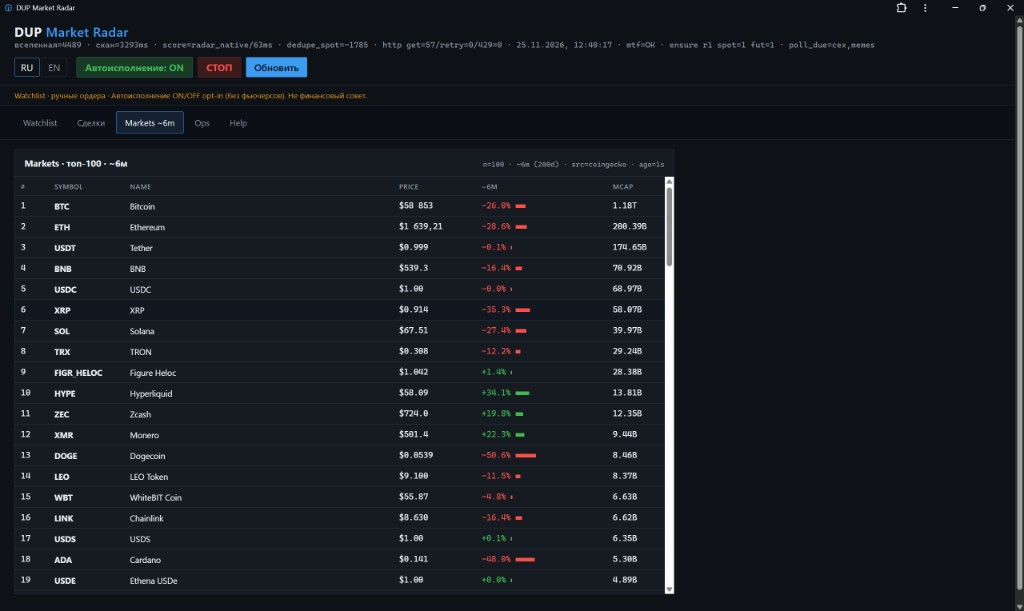 DUP Market Radar
DUP Market Radar
вселенная=4489 · скан=3293ms · score=radar_native/63ms · dedupe_spot=-1785 · http get=57/retry=0/429=0 · 25.11.2026, 12:40:17 · mtf=OK · ensure r1 spot=1 fut=1 · poll_due=cex,memes
RU EN Автоисполнение: ON СТОП Обновить
Watchlist · ручные ордера · Автоисполнение ON/OFF opt-in (без фьючерсов). Не финансовый совет.
Watchlist Сделки Markets ~6m Ops Help
Markets · топ-100 · ~6м n=100 · ~6m (200d) · src=coingecko · age=1s
# SYMBOL NAME PRICE ~6M MCAP
1 BTC Bitcoin $58 853 -26.0% 1.18T
2 ETH Ethereum $1 639,21 -28.6% 200.39B
3 USDT Tether $0.999 -0.1% 174.65B
4 BNB BNB $539.3 -16.4% 70.92B
5 USDC USDC $1.00 -0.0% 68.97B
6 XRP XRP $0.914 -35.3% 58.07B
7 SOL Solana $67.51 -27.4% 39.97B
8 TRX TRON $0.308 -12.2% 29.24B
9 FIGR_HELOC Figure Heloc $1.042 +1.4% 28.38B
10 HYPE Hyperliquid $58.09 +34.1% 13.81B
11 ZEC Zcash $724.0 +19.8% 12.35B
12 XMR Monero $501.4 +22.3% 9.44B
13 DOGE Dogecoin $0.0539 -50.6% 8.46B
14 LEO LEO Token $9.100 -11.5% 8.37B
15 WBT WhiteBIT Coin $55.87 -4.8% 6.63B
16 LINK Chainlink $8.630 -16.4% 6.62B
17 USDS USDS $1.00 +0.1% 6.35B
18 ADA Cardano $0.141 -48.0% 5.30B
19 USDE Ethena USDe $1.00 +0.0% 4.89B